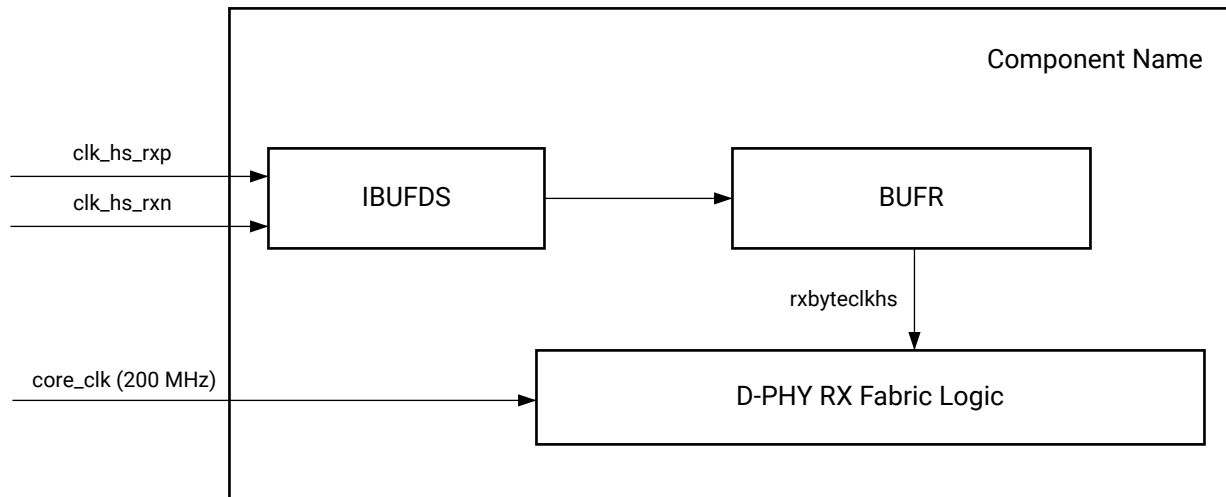 Component Name
clk_hs_rxp
clk_hs_rxn
IBUFDS
BUFR
rxbyteclkhs
core_clk (200 MHz)
D-PHY RX Fabric Logic